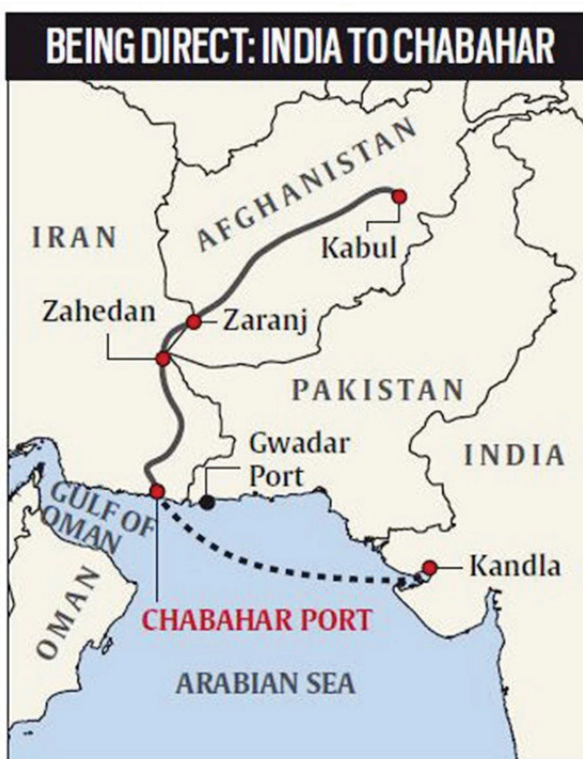 BEING DIRECT: INDIA TO CHABAHAR
AFGHANISTAN
IRAN
Kabul
Zahedan
Zaranj
PAKISTAN
Gwadar
Port
INDIA
GULF OF
OMAN
Kandla
OMAN
CHABAHAR PORT
ARABIAN SEA